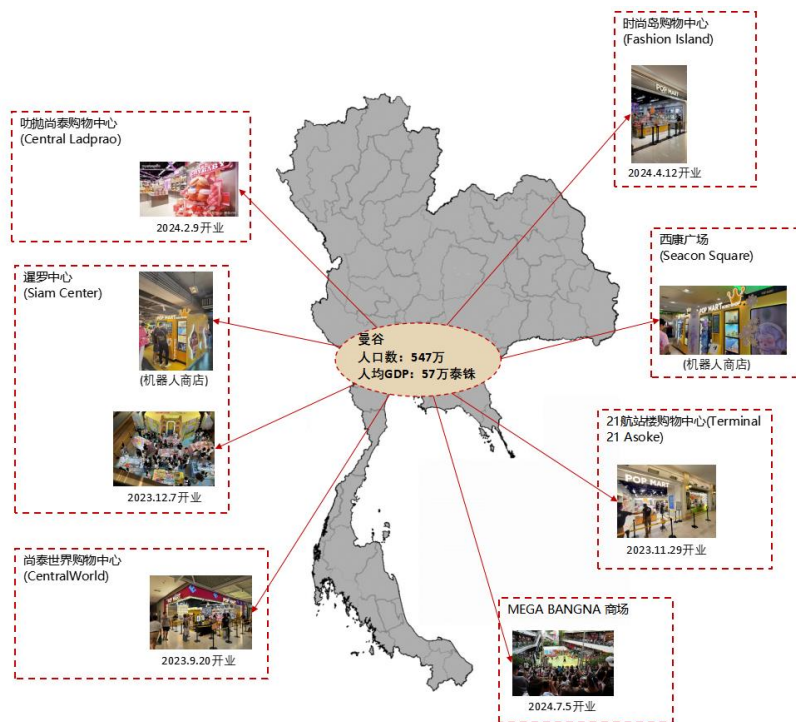 时尚岛购物中心
(Fashion Island)
POP MART
2024.4.12开业
叻抛尚泰购物中心
(Central Ladprao)
2024.2.9开业
西康广场
(Seacon Square)
POP MART
(机器人商店)
暹罗中心
(Siam Center)
(机器人商店)
2023.12.7开业
曼谷
人口数：547万
人均GDP：57万泰铢
21航站楼购物中心(Terminal
21 Asoke)
POP MART
2023.11.29开业
尚泰世界购物中心
(CentralWorld)
2023.9.20开业
MEGA BANGNA 商场
2024.7.5开业